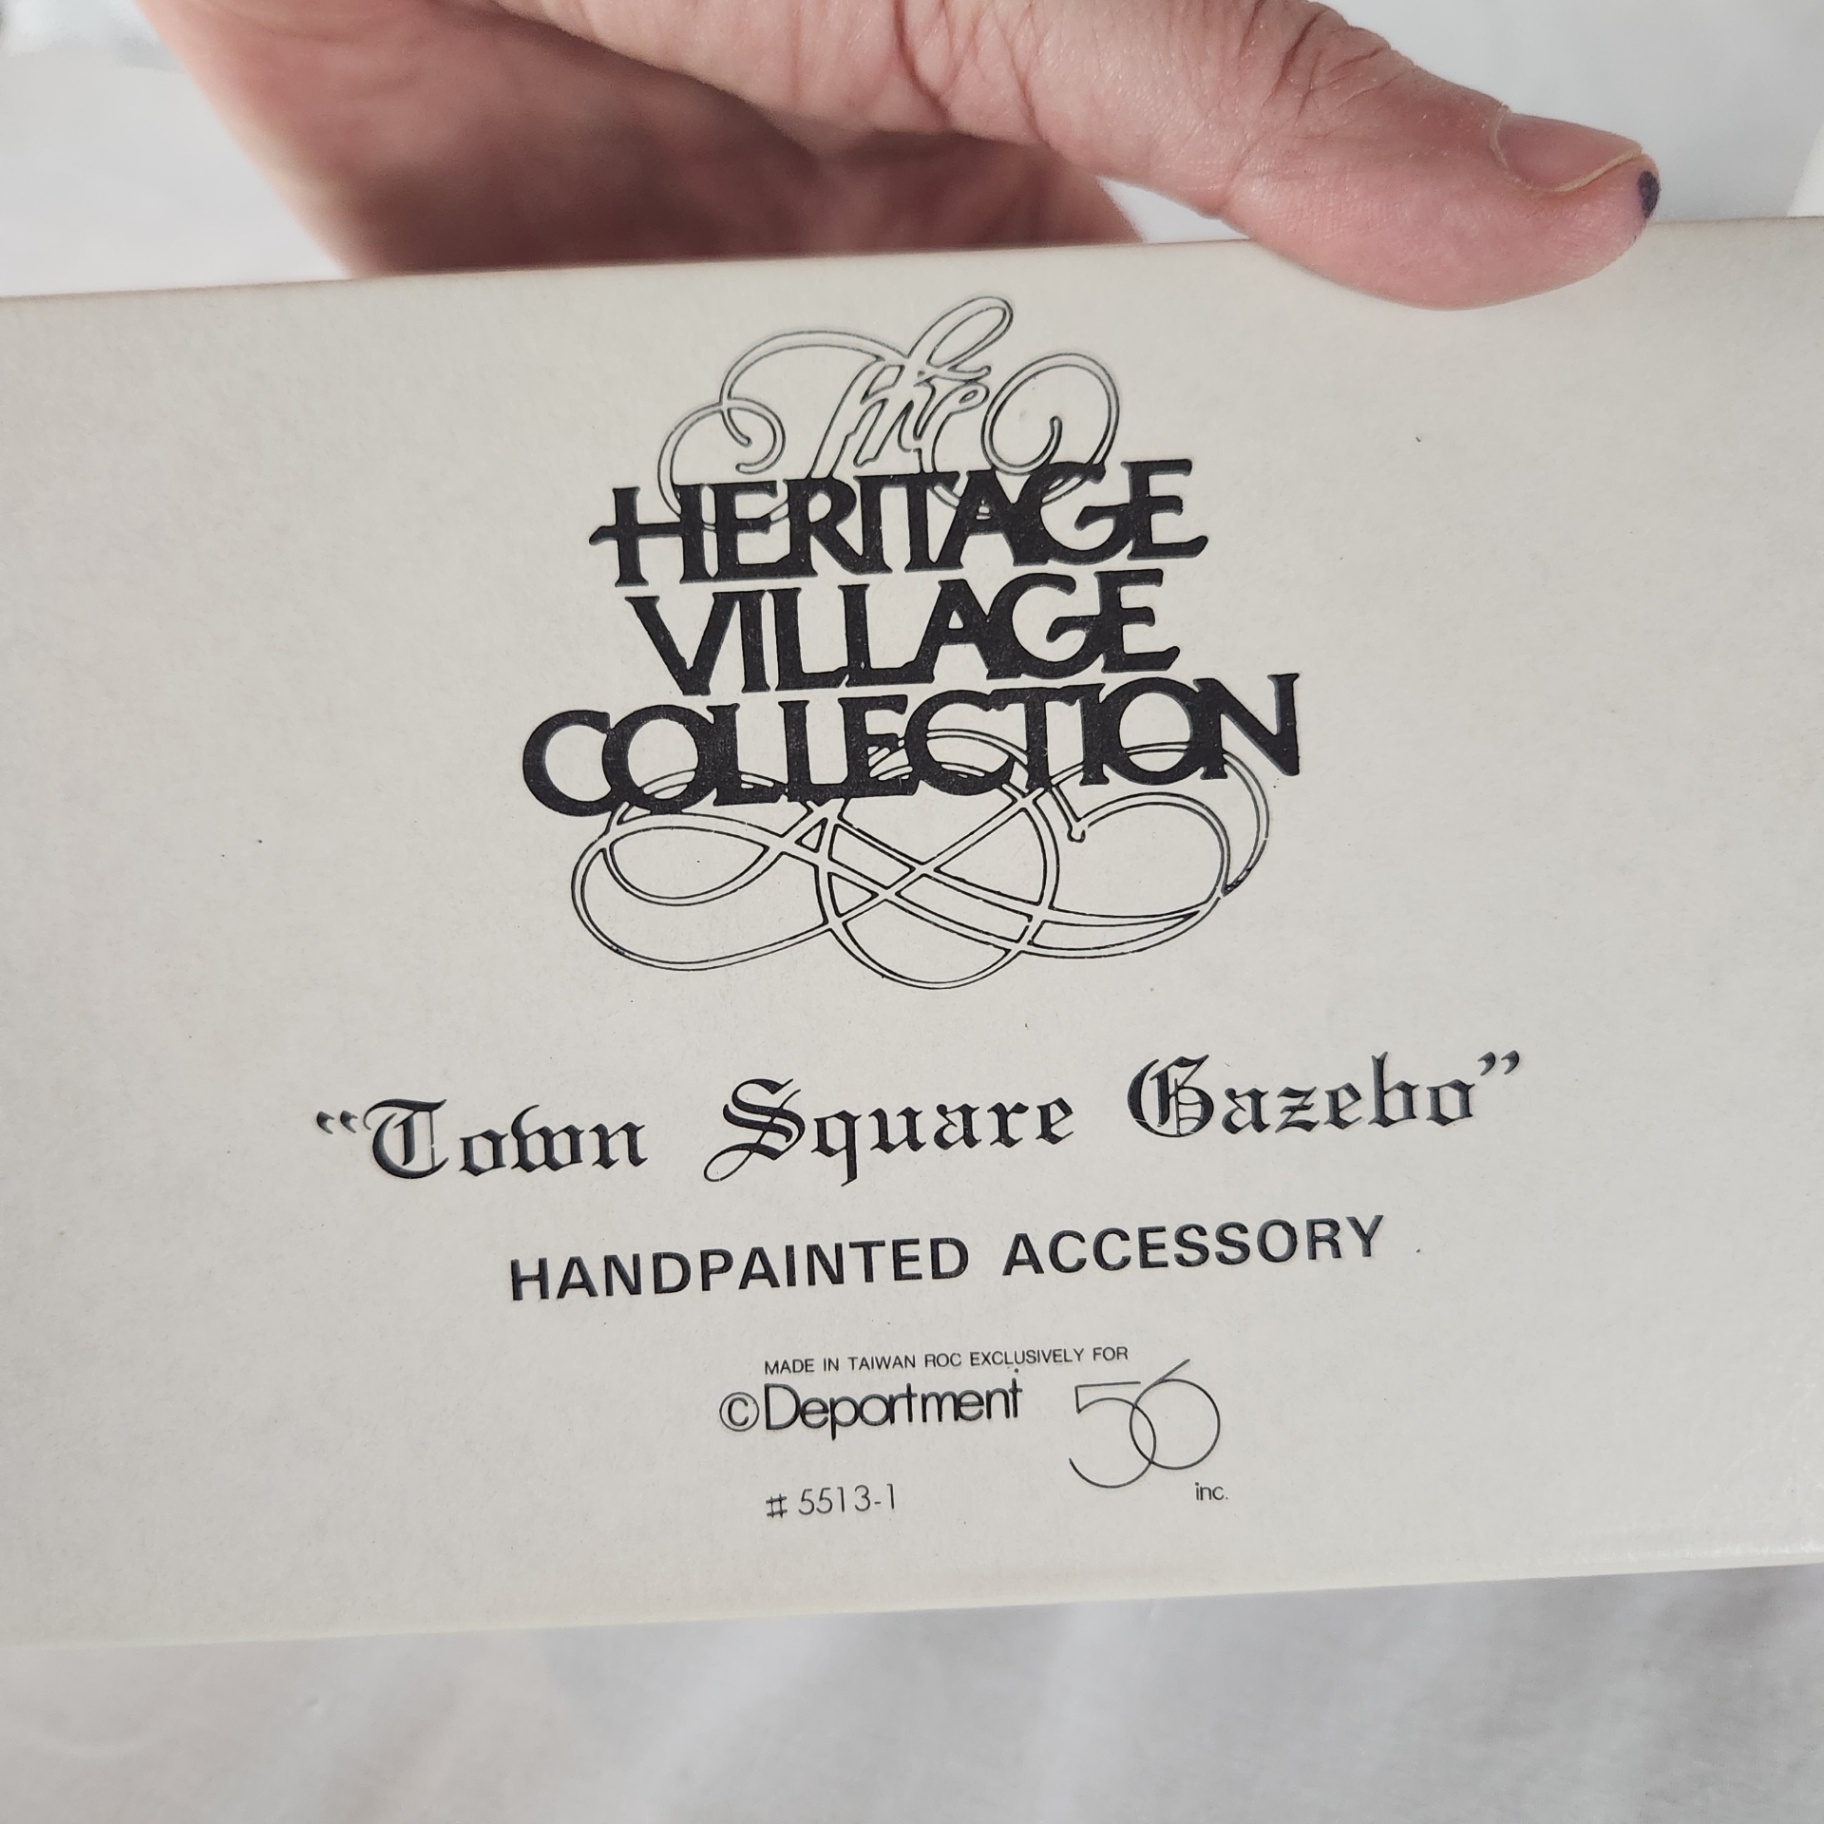 The
HERITAGE
VILLAGE
COLLECTION
“Town Square Gazebo”
HANDPAINTED ACCESSORY
MADE IN TAIWAN ROC EXCLUSIVELY FOR
©Department 56
inc.
# 5513-1